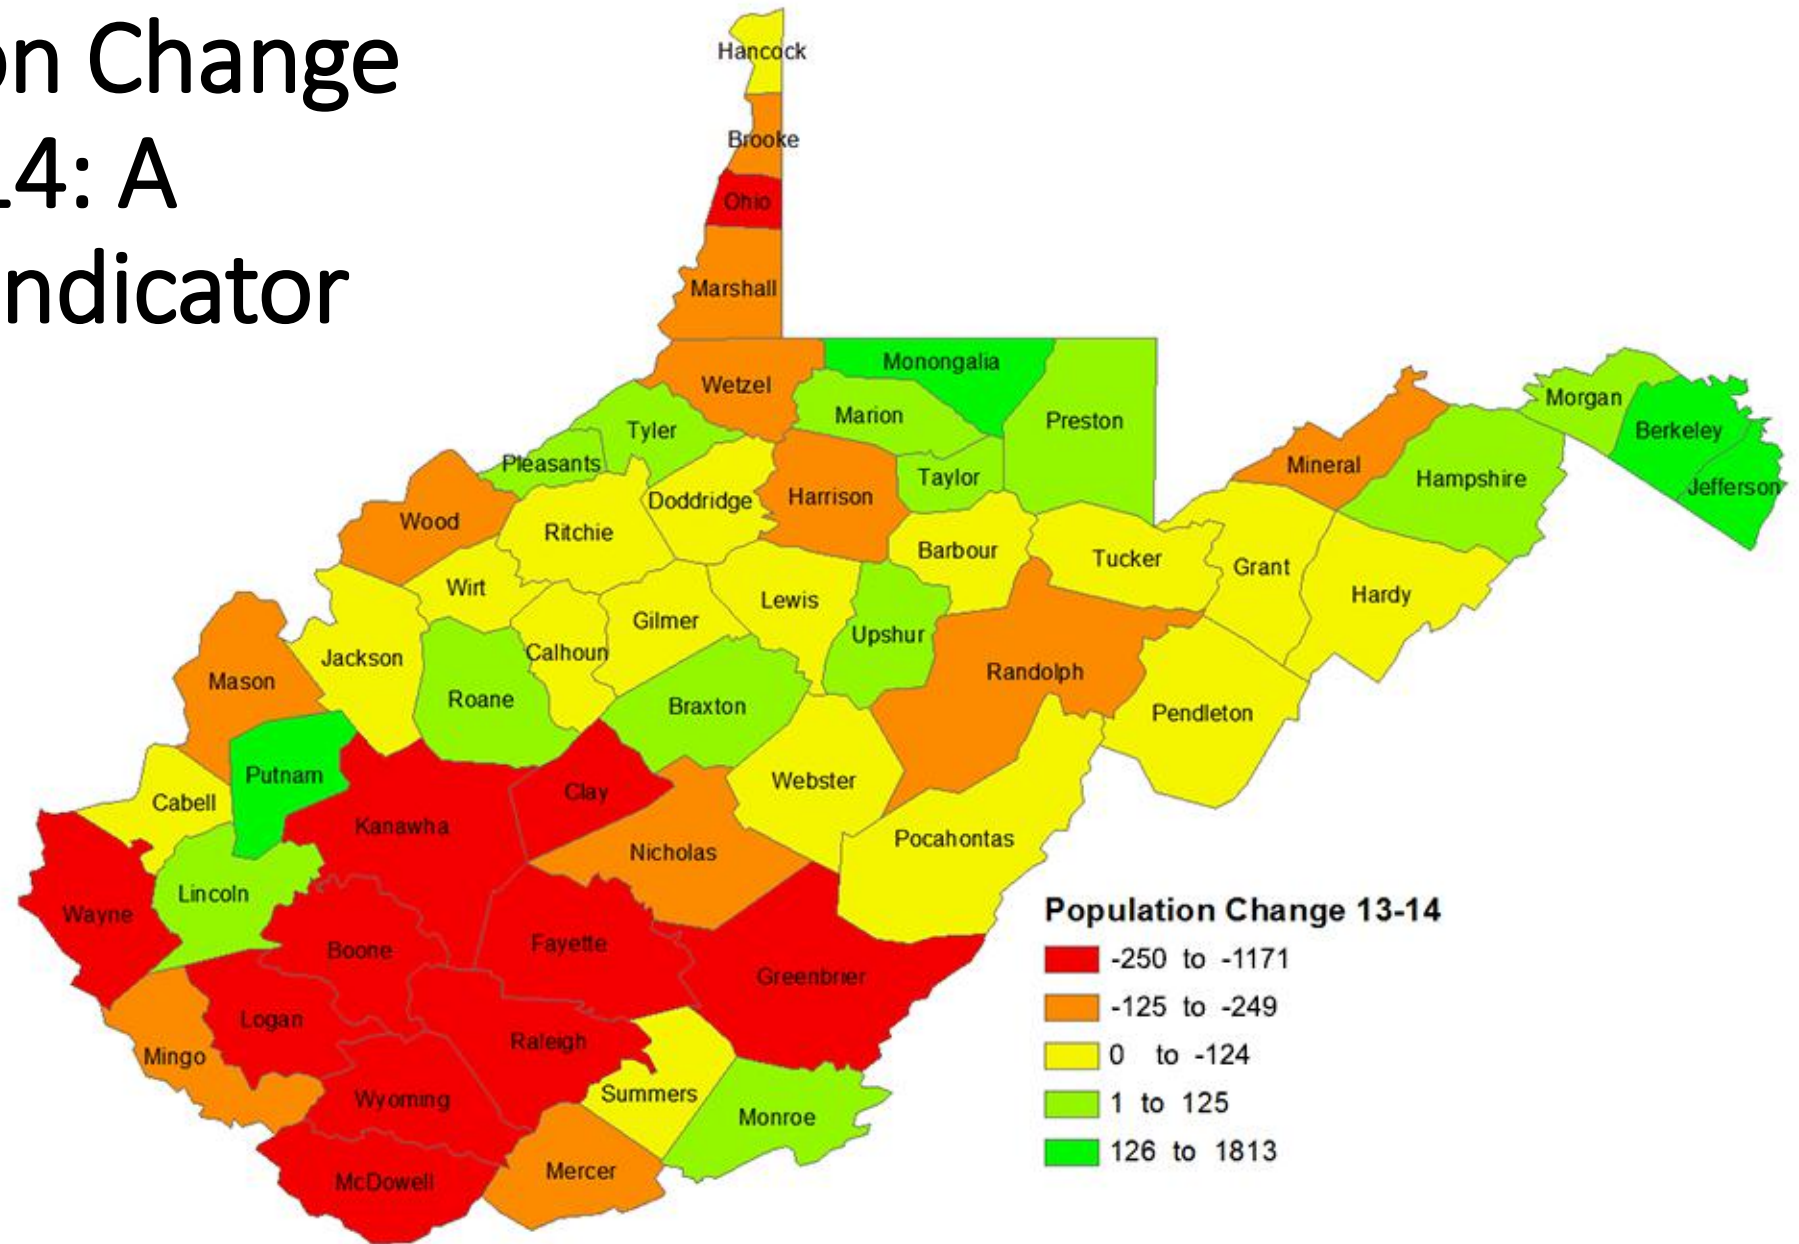 on Change
14: A
Indicator
Hancock
Brooke
Ohio
Marshall
Wetzel
Monongalia
Marion
Preston
Tyler
Pleasants
Taylor
Morgan
Berkeley
Jefferson
Mineral
Hampshire
Wood
Ritchie
Doddridge
Harrison
Barbour
Tucker
Grant
Hardy
Wirt
Lewis
Gilmer
Upshur
Calhoun
Jackson
Mason
Roane
Braxton
Randolph
Pendleton
Putnam
Cabell
Clay
Webster
Kanawha
Nicholas
Pocahontas
Lincoln
Wayne
Boone
Fayette
Greenbrier
Logan
Raleigh
Mingo
Wyoming
Summers
Monroe
McDowell
Mercer
Population Change 13-14
-250 to -1171
-125 to -249
0 to -124
1 to 125
126 to 1813